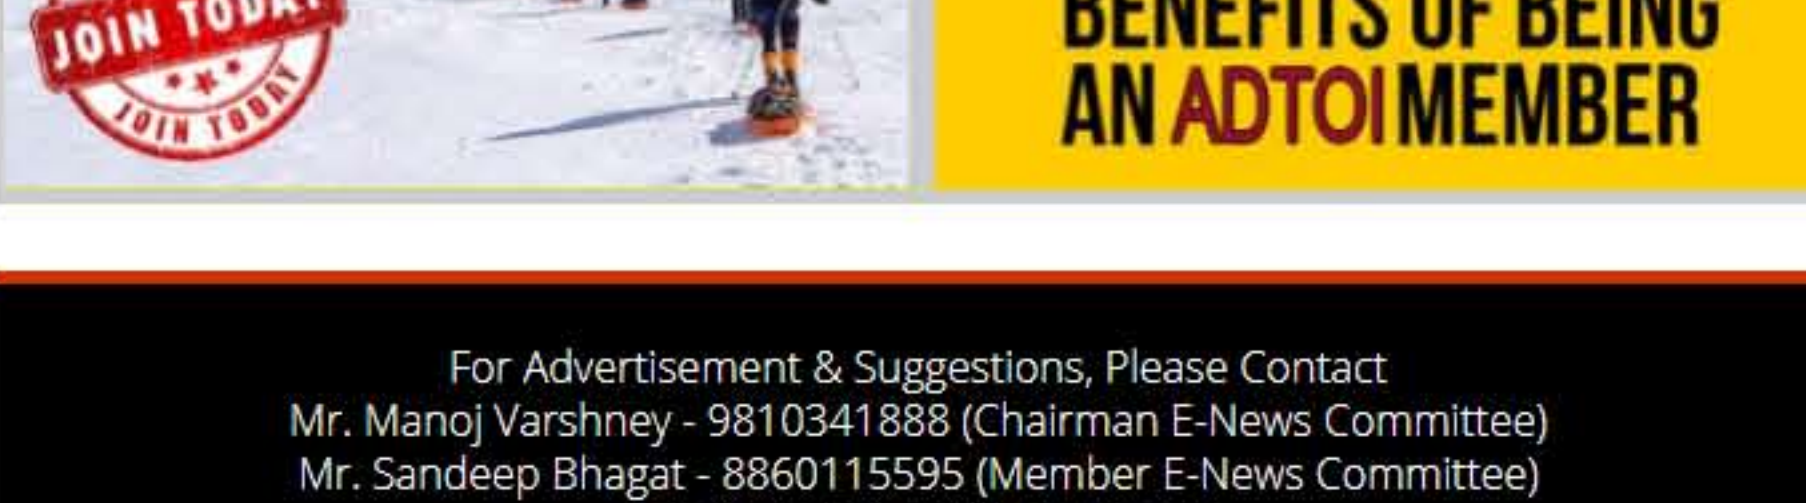 JOIN TODAY
JOIN TODAY
BENEFITS OF BEING
AN ADTOI MEMBER
For Advertisement & Suggestions, Please Contact
Mr. Manoj Varshney - 9810341888 (Chairman E-News Committee)
Mr. Sandeep Bhagat - 8860115595 (Member E-News Committee)